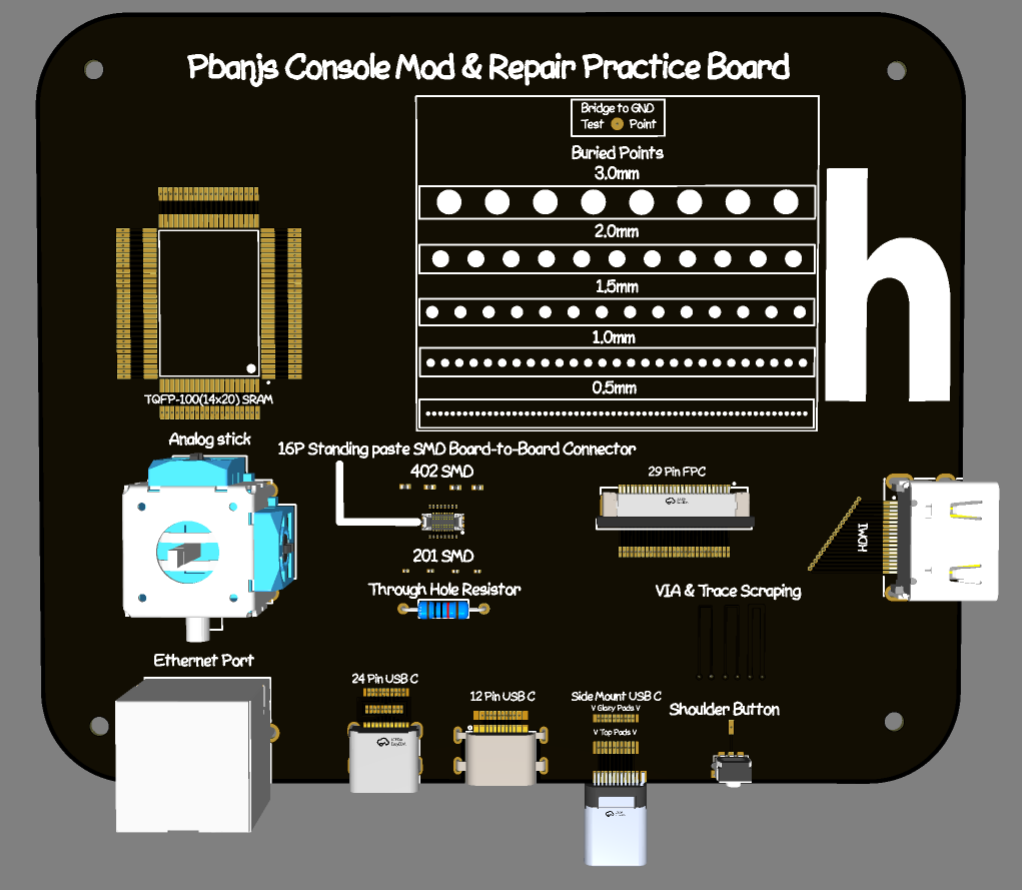 Pbanjs Console Mod & Repair Practice Board
Bridge to GND
Test Point
Buried Points
3.0mm
2.0mm
1.5mm
1.0mm
0.5mm
h
TQFP-100(14x20) SRAM
Analog stick
16P Standing paste SMD Board-to-Board Connector
402 SMD
29 Pin FPC
HDMI
201 SMD
Through Hole Resistor
VIA & Trace Scraping
Ethernet Port
24 Pin USB C
12 Pin USB C
Side Mount USB C
V Glory Pads V
V Top Pads V
Shoulder Button